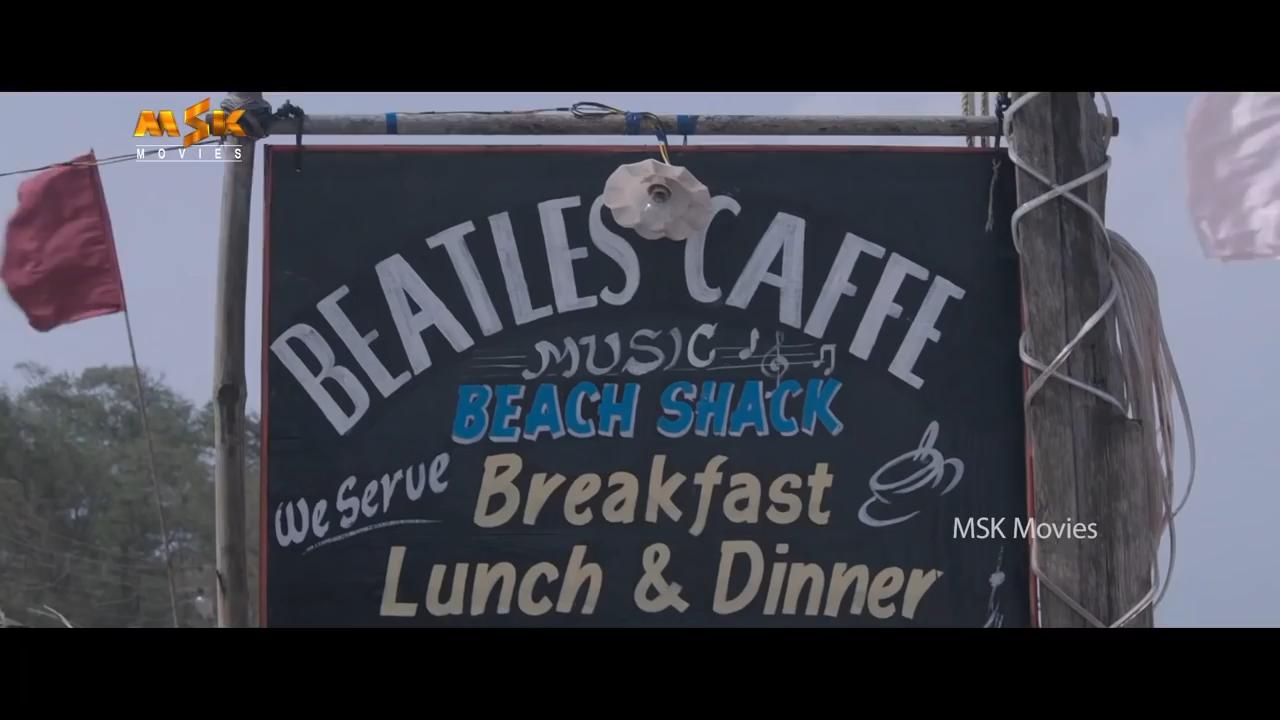 MSK
MOVIES
BEATLES CAFFE
MUSIC
BEACH SHACK
We Serve
Breakfast
Lunch & Dinner
MSK Movies